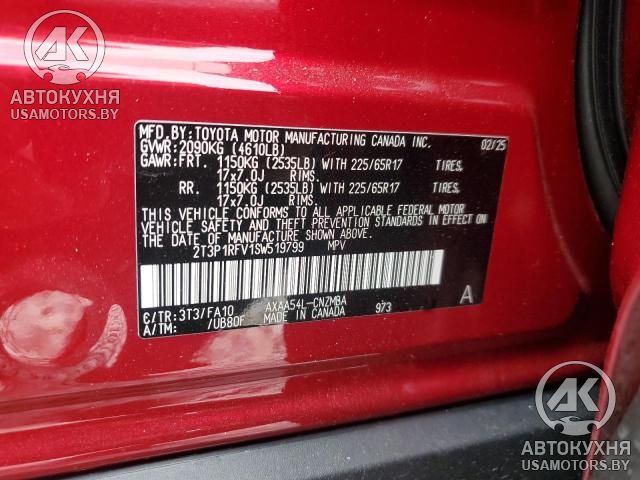 АК
АВТОКУХНЯ
USAMOTORS.BY
MFD.BY:TOYOTA MOTOR MANUFACTURING CANADA INC. 02/25
GVWR:2090KG (4610LB)
GAWR:FRT. 1150KG (2535LB) WITH 225/65R17 TIRES,
17x7.0J RIMS.
RR. 1150KG (2535LB) WITH 225/65R17 TIRES,
17x7.0J RIMS.
THIS VEHICLE CONFORMS TO ALL APPLICABLE FEDERAL MOTOR
VEHICLE SAFETY AND THEFT PREVENTION STANDARDS IN EFFECT
ON THE DATE OF MANUFACTURE SHOWN ABOVE.
2T3P1RFV1SW519799 MPV
C/TR:3T3/FA10 AXAA54L-CNZMBA A
A/TM: /UB80F MADE IN CANADA 973
АК
АВТОКУХНЯ
USAMOTORS.BY